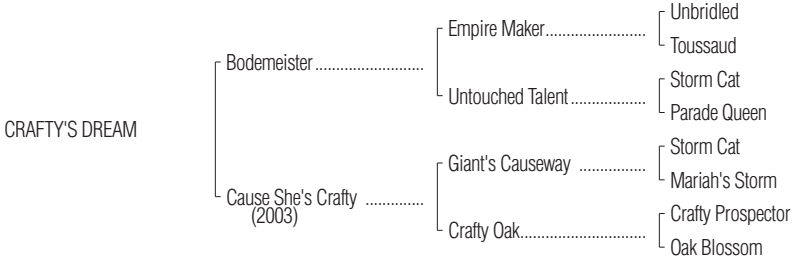 Unbridled
Empire Maker........................
Toussaud
Bodemeister..........................
Storm Cat
Untouched Talent..................
Parade Queen
CRAFTY'S DREAM
Storm Cat
Giant's Causeway ................
Mariah's Storm
Cause She's Crafty ..............
(2003)
Crafty Prospector
Crafty Oak..............................
Oak Blossom